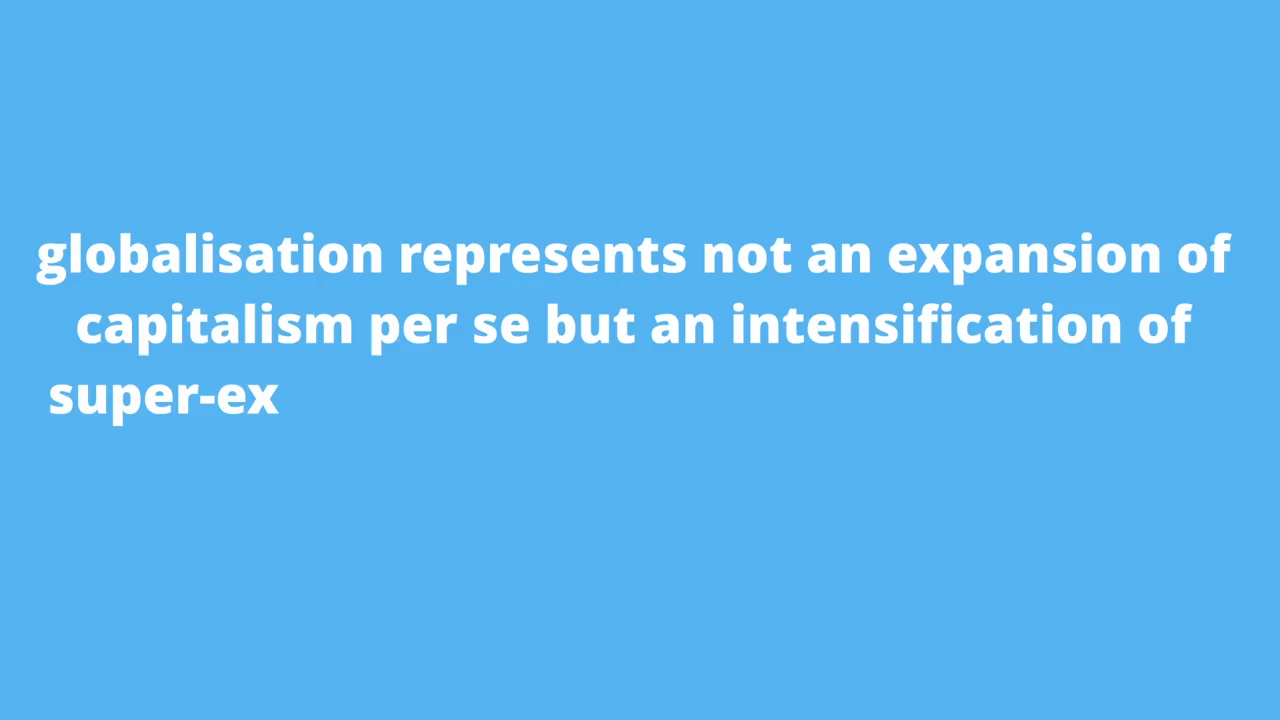 globalisation represents not an expansion of
capitalism per se but an intensification of
super-ex